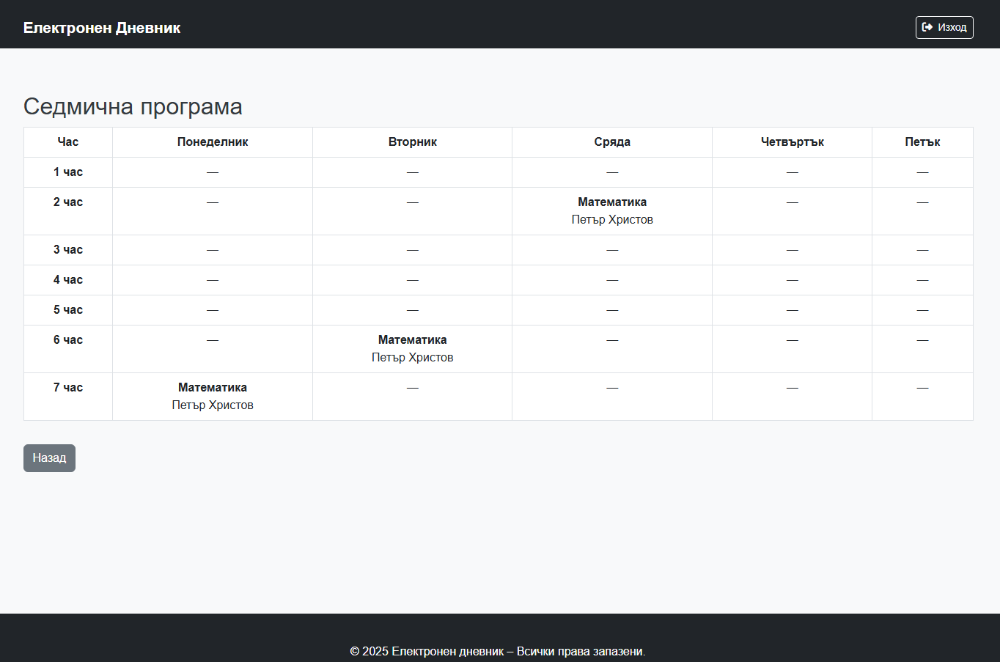 Електронен Дневник
Изход
Седмична програма
Час Понеделник Вторник Сряда Четвъртък Петък
1 час — — — — —
2 час — — Математика — —
Петър Христов
3 час — — — — —
4 час — — — — —
5 час — — — — —
6 час — Математика — — —
Петър Христов
7 час Математика — — — —
Петър Христов
Назад
© 2025 Електронен дневник – Всички права запазени.